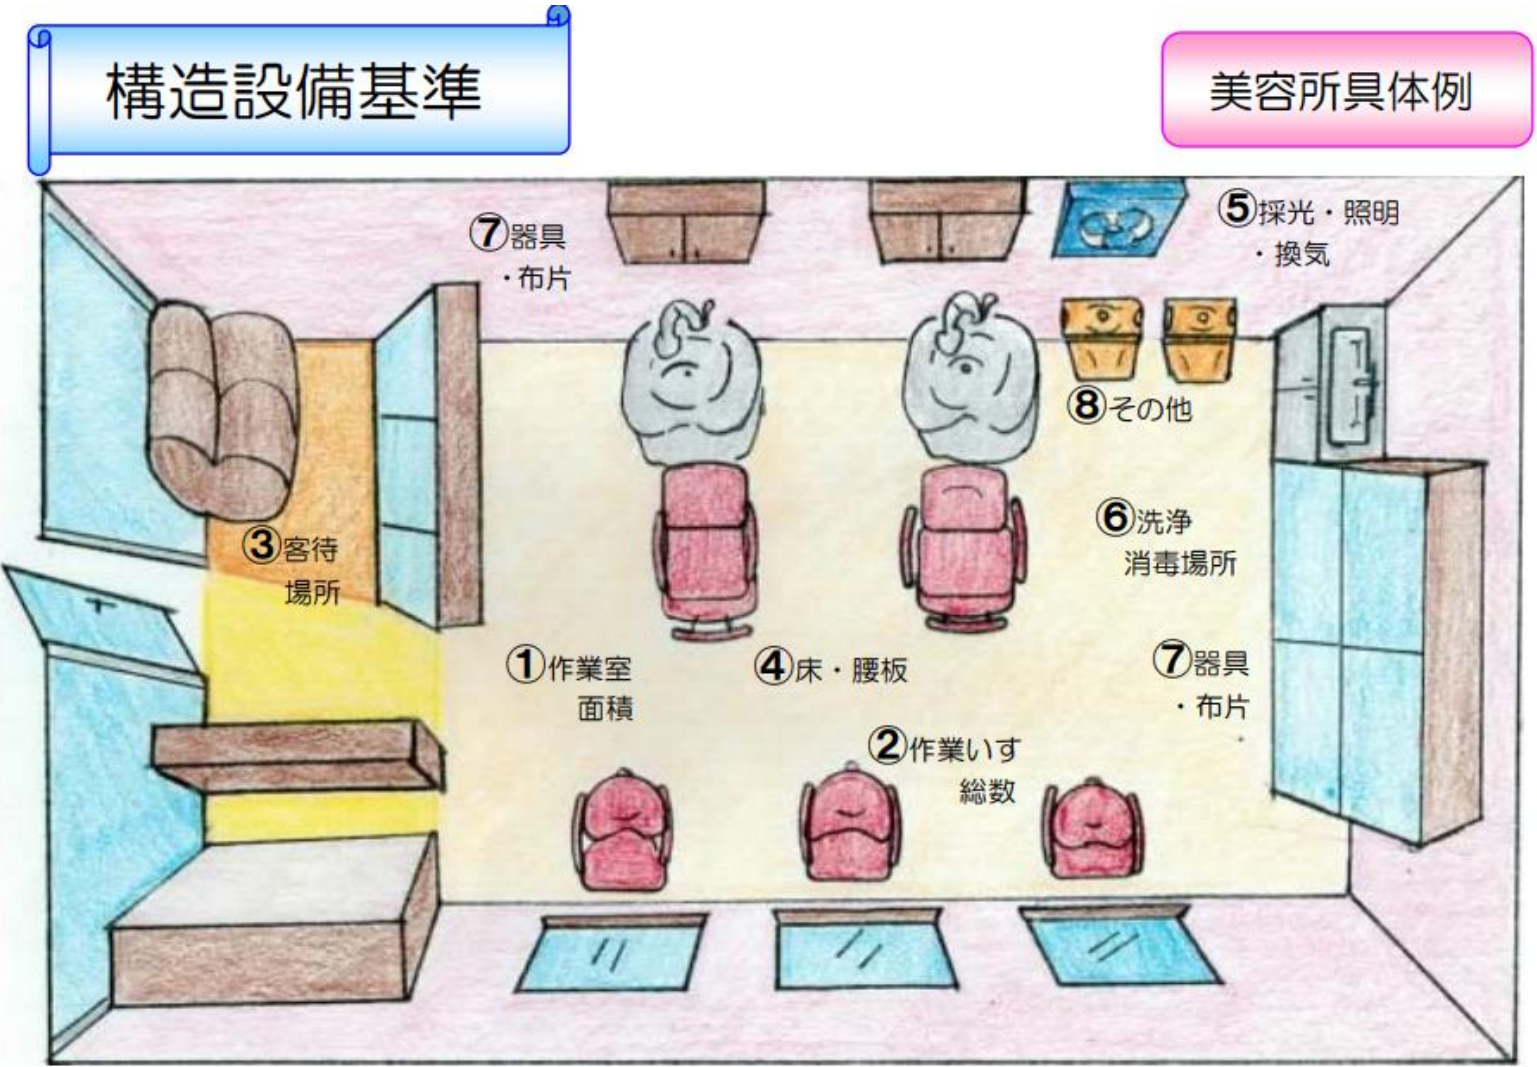 構造設備基準
美容所具体例
⑦器具
・布片
⑤採光・照明
・換気
⑧その他
③客待
場所
⑥洗浄
消毒場所
①作業室
面積
④床・腰板
⑦器具
・布片
②作業いす
総数